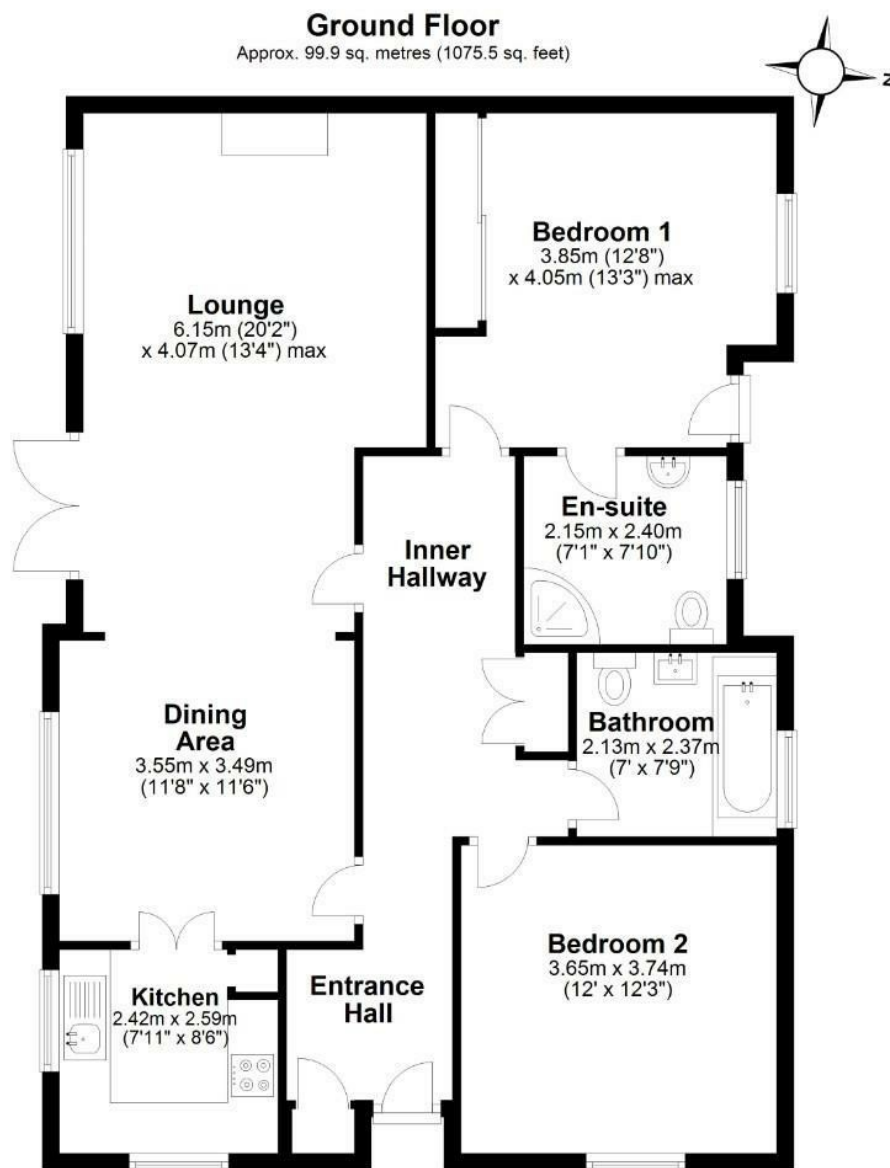 Ground Floor
Approx. 99.9 sq. metres (1075.5 sq. feet)
N
Lounge
6.15m (20'2")
x 4.07m (13'4") max
Bedroom 1
3.85m (12'8")
x 4.05m (13'3") max
En-suite
2.15m x 2.40m
(7'1" x 7'10")
Inner
Hallway
Dining
Area
3.55m x 3.49m
(11'8" x 11'6")
Bathroom
2.13m x 2.37m
(7' x 7'9")
Kitchen
2.42m x 2.59m
(7'11" x 8'6")
Entrance
Hall
Bedroom 2
3.65m x 3.74m
(12' x 12'3")